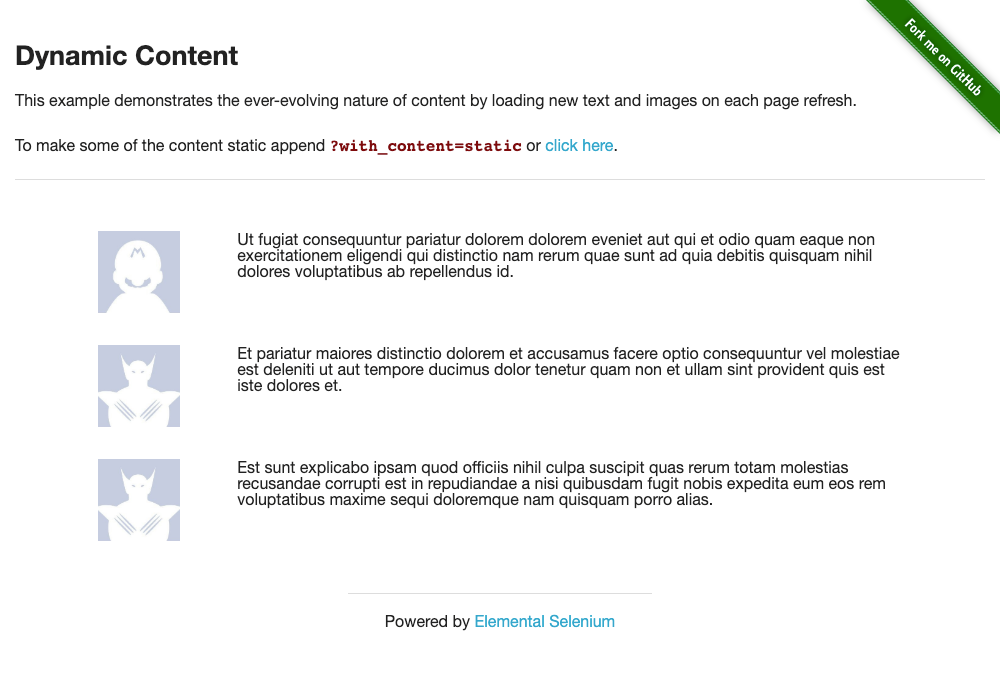 Fork me on GitHub
Dynamic Content
This example demonstrates the ever-evolving nature of content by loading new text and images on each page refresh.
To make some of the content static append ?with_content=static or click here.
Ut fugiat consequuntur pariatur dolorem dolorem eveniet aut qui et odio quam eaque non
exercitationem eligendi qui distinctio nam rerum quae sunt ad quia debitis quisquam nihil
dolores voluptatibus ab repellendus id.
Et pariatur maiores distinctio dolorem et accusamus facere optio consequuntur vel molestiae
est deleniti ut aut tempore ducimus dolor tenetur quam non et ullam sint provident quis est
iste dolores et.
Est sunt explicabo ipsam quod officiis nihil culpa suscipit quas rerum totam molestias
recusandae corrupti est in repudiandae a nisi quibusdam fugit nobis expedita eum eos rem
voluptatibus maxime sequi doloremque nam quisquam porro alias.
Powered by Elemental Selenium